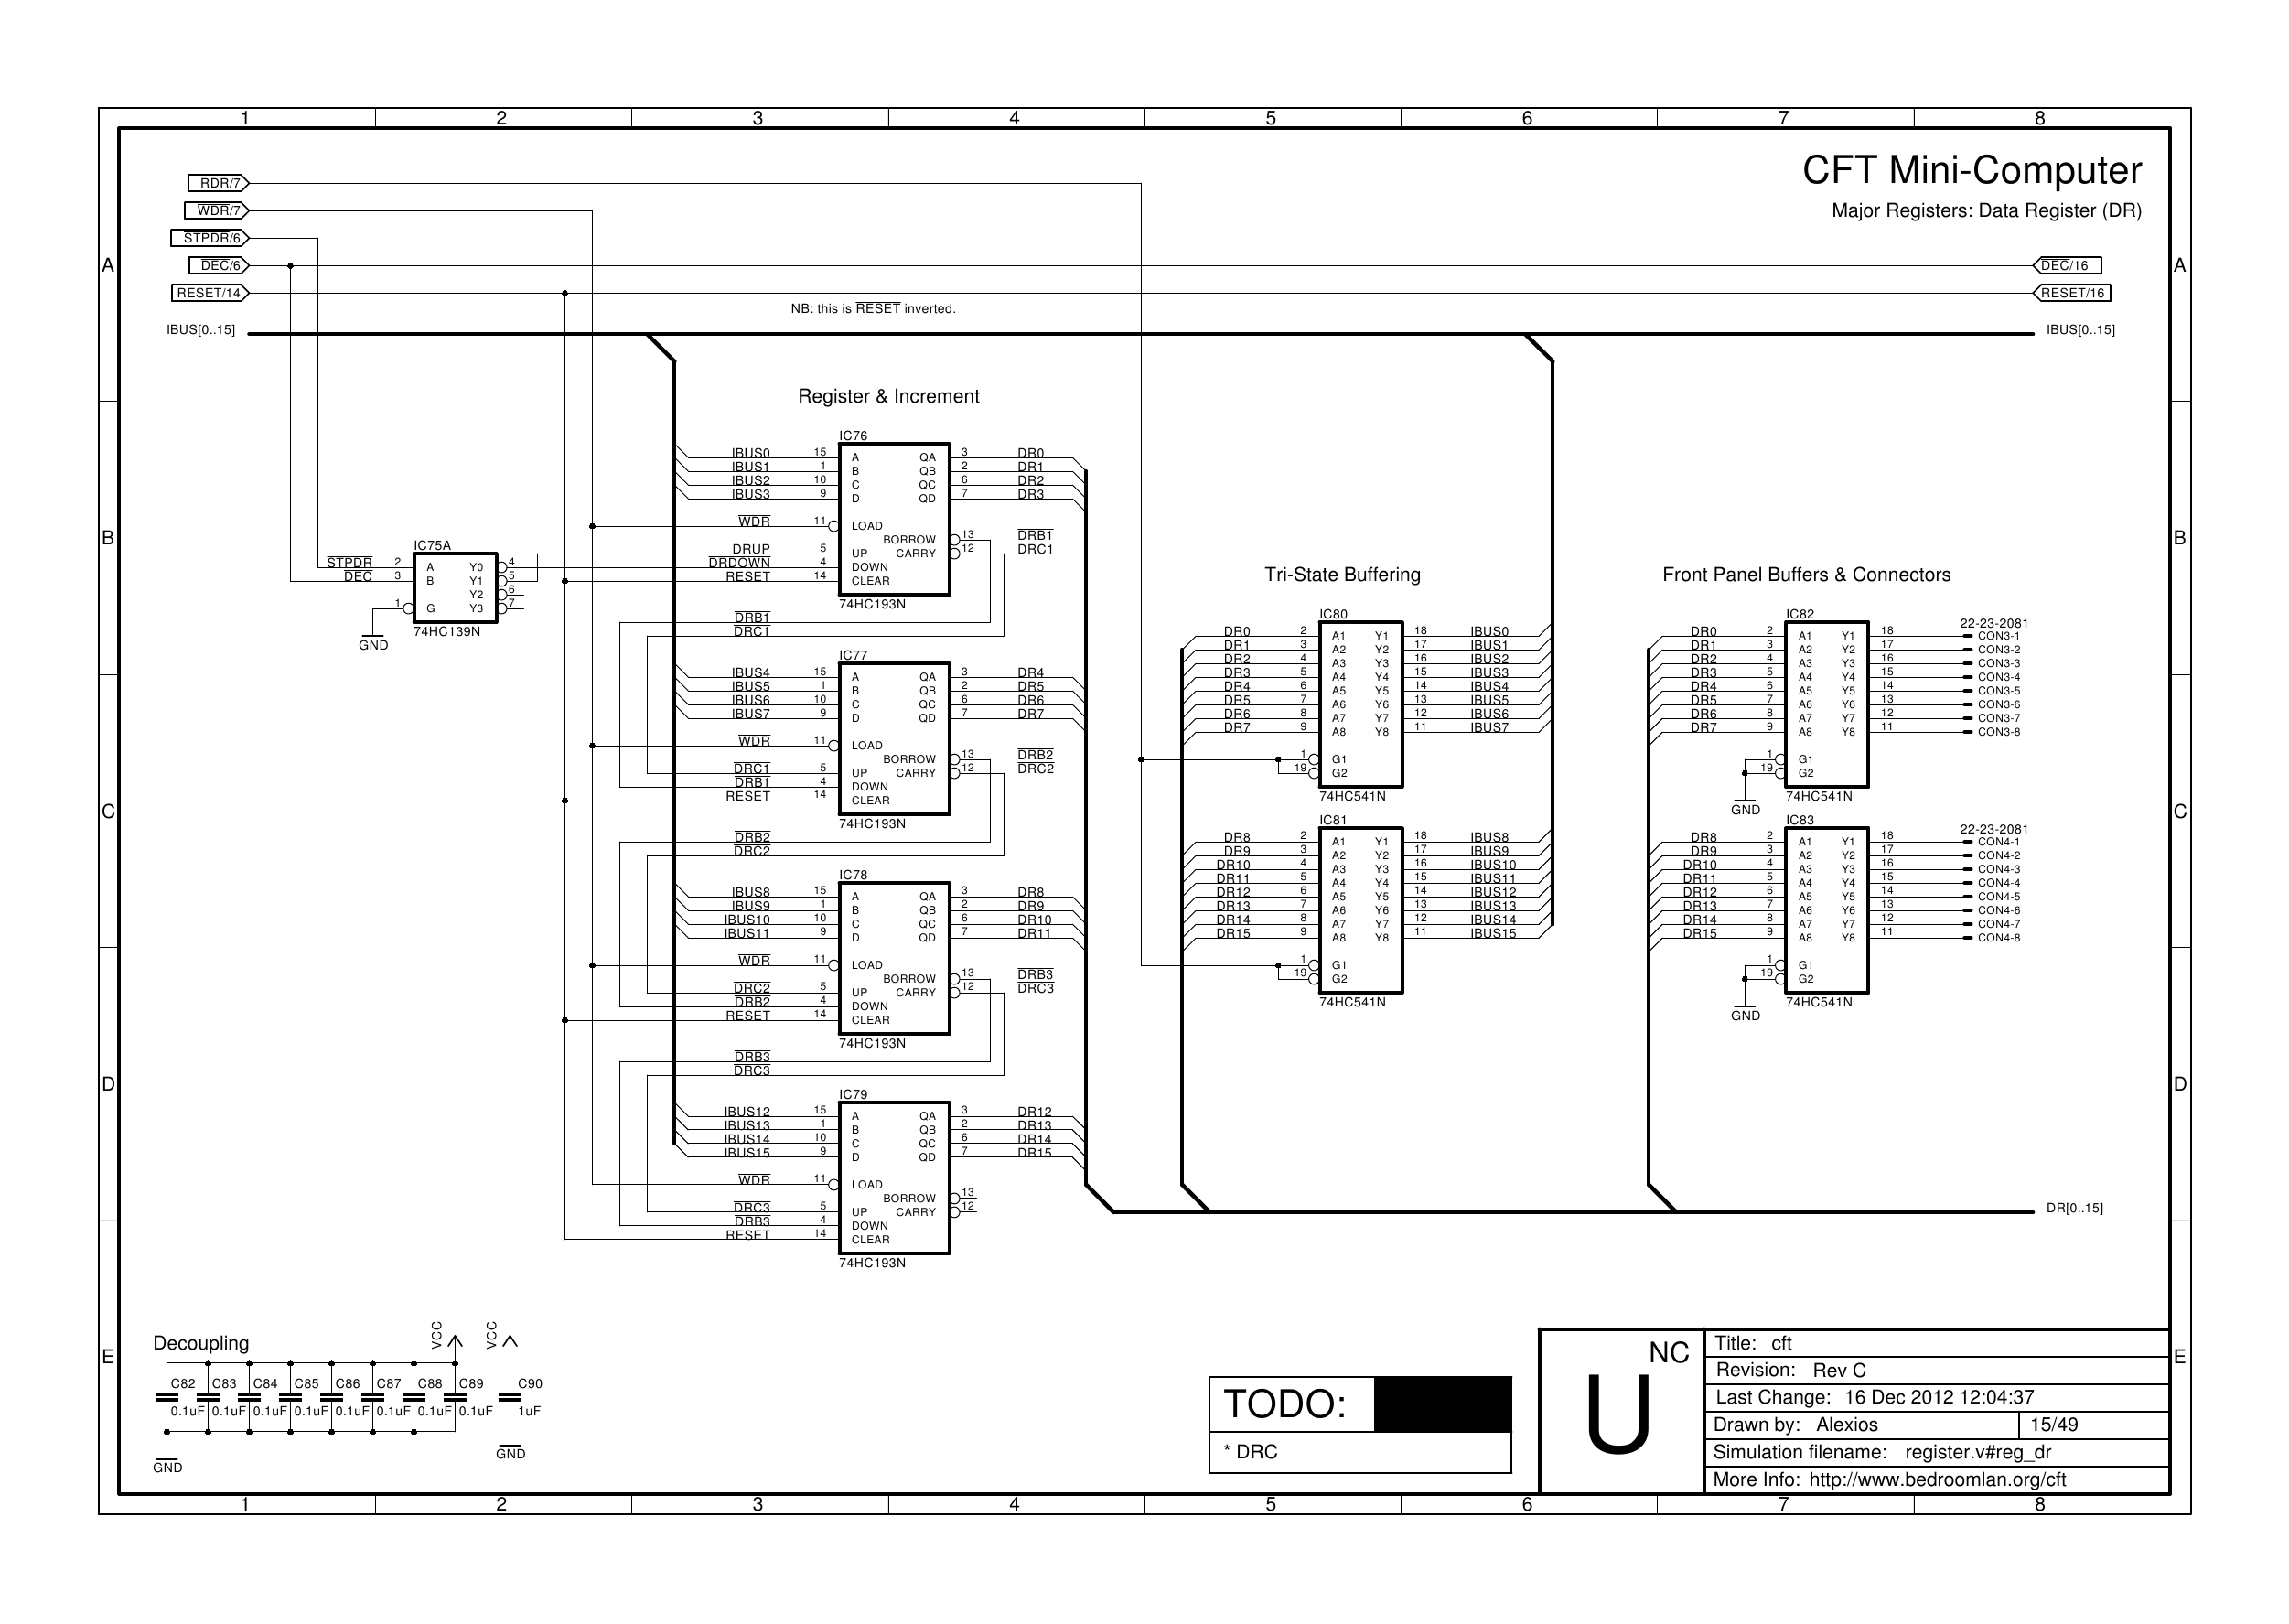 1 2 3 4 5 6 7 8
CFT Mini-Computer
Major Registers: Data Register (DR)
RDR/7
WDR/7
STPDR/6
DEC/6
RESET/14
DEC/16
RESET/16
NB: this is RESET inverted.
IBUS[0..15]
IBUS[0..15]
A
A
B
B
C
C
D
D
E
E
Register & Increment
IC75A
STPDR 2 A Y0 4
DEC 3 B Y1 5
Y2 6
1 G Y3 7
GND
74HC139N
IC76
IBUS0 15 A QA 3 DR0
IBUS1 1 B QB 2 DR1
IBUS2 10 C QC 6 DR2
IBUS3 9 D QD 7 DR3
WDR 11 LOAD
BORROW 13 DRB1
DRUP 5 UP CARRY 12 DRC1
DRDOWN 4 DOWN
RESET 14 CLEAR
74HC193N
DRB1
DRC1
IC77
IBUS4 15 A QA 3 DR4
IBUS5 1 B QB 2 DR5
IBUS6 10 C QC 6 DR6
IBUS7 9 D QD 7 DR7
WDR 11 LOAD
BORROW 13 DRB2
DRC1 5 UP CARRY 12 DRC2
DRB1 4 DOWN
RESET 14 CLEAR
74HC193N
DRB2
DRC2
IC78
IBUS8 15 A QA 3 DR8
IBUS9 1 B QB 2 DR9
IBUS10 10 C QC 6 DR10
IBUS11 9 D QD 7 DR11
WDR 11 LOAD
BORROW 13 DRB3
DRC2 5 UP CARRY 12 DRC3
DRB2 4 DOWN
RESET 14 CLEAR
74HC193N
DRB3
DRC3
IC79
IBUS12 15 A QA 3 DR12
IBUS13 1 B QB 2 DR13
IBUS14 10 C QC 6 DR14
IBUS15 9 D QD 7 DR15
WDR 11 LOAD
BORROW 13
DRC3 5 UP CARRY 12
DRB3 4 DOWN
RESET 14 CLEAR
74HC193N
Tri-State Buffering
IC80
DR0 2 A1 Y1 18 IBUS0
DR1 3 A2 Y2 17 IBUS1
DR2 4 A3 Y3 16 IBUS2
DR3 5 A4 Y4 15 IBUS3
DR4 6 A5 Y5 14 IBUS4
DR5 7 A6 Y6 13 IBUS5
DR6 8 A7 Y7 12 IBUS6
DR7 9 A8 Y8 11 IBUS7
1 G1
19 G2
74HC541N
IC81
DR8 2 A1 Y1 18 IBUS8
DR9 3 A2 Y2 17 IBUS9
DR10 4 A3 Y3 16 IBUS10
DR11 5 A4 Y4 15 IBUS11
DR12 6 A5 Y5 14 IBUS12
DR13 7 A6 Y6 13 IBUS13
DR14 8 A7 Y7 12 IBUS14
DR15 9 A8 Y8 11 IBUS15
1 G1
19 G2
74HC541N
Front Panel Buffers & Connectors
IC82
22-23-2081
DR0 2 A1 Y1 18 CON3-1
DR1 3 A2 Y2 17 CON3-2
DR2 4 A3 Y3 16 CON3-3
DR3 5 A4 Y4 15 CON3-4
DR4 6 A5 Y5 14 CON3-5
DR5 7 A6 Y6 13 CON3-6
DR6 8 A7 Y7 12 CON3-7
DR7 9 A8 Y8 11 CON3-8
1 G1
19 G2
GND
74HC541N
IC83
22-23-2081
DR8 2 A1 Y1 18 CON4-1
DR9 3 A2 Y2 17 CON4-2
DR10 4 A3 Y3 16 CON4-3
DR11 5 A4 Y4 15 CON4-4
DR12 6 A5 Y5 14 CON4-5
DR13 7 A6 Y6 13 CON4-6
DR14 8 A7 Y7 12 CON4-7
DR15 9 A8 Y8 11 CON4-8
1 G1
19 G2
GND
74HC541N
DR[0..15]
Decoupling
VCC VCC
C82 C83 C84 C85 C86 C87 C88 C89 C90
0.1uF 0.1uF 0.1uF 0.1uF 0.1uF 0.1uF 0.1uF 0.1uF 1uF
GND GND
TODO:
* DRC
NC
U
Title: cft
Revision: Rev C
Last Change: 16 Dec 2012 12:04:37
Drawn by: Alexios 15/49
Simulation filename: register.v#reg_dr
More Info: http://www.bedroomlan.org/cft
1 2 3 4 5 6 7 8